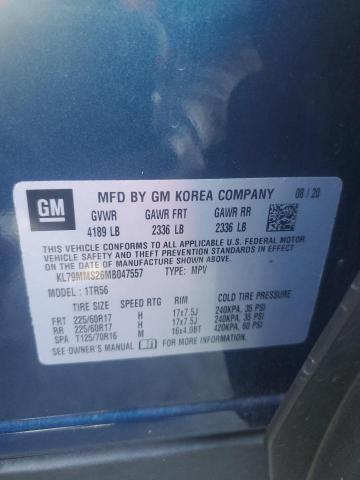 GM
MFD BY GM KOREA COMPANY 08/20
GVWR GAWR FRT GAWR RR
4189 LB 2336 LB 2336 LB
THIS VEHICLE CONFORMS TO ALL APPLICABLE U.S. FEDERAL MOTOR
VEHICLE SAFETY AND THEFT PREVENTION STANDARDS IN EFFECT ON
THE DATE OF MANUFACTURE SHOWN ABOVE.
KL79MMS26MB047557 TYPE: MPV
MODEL: 1TR56
TIRE SIZE SPEED RTG RIM COLD TIRE PRESSURE
FRT 225/60R17 H 17x7.5J 240KPA, 35 PSI
RR 225/60R17 H 17x7.5J 240KPA, 35 PSI
SPA T125/70R16 M 16x4.0BT 420KPA, 60 PSI
SEE OWNER'S MANUAL FOR MORE INFORMATION.